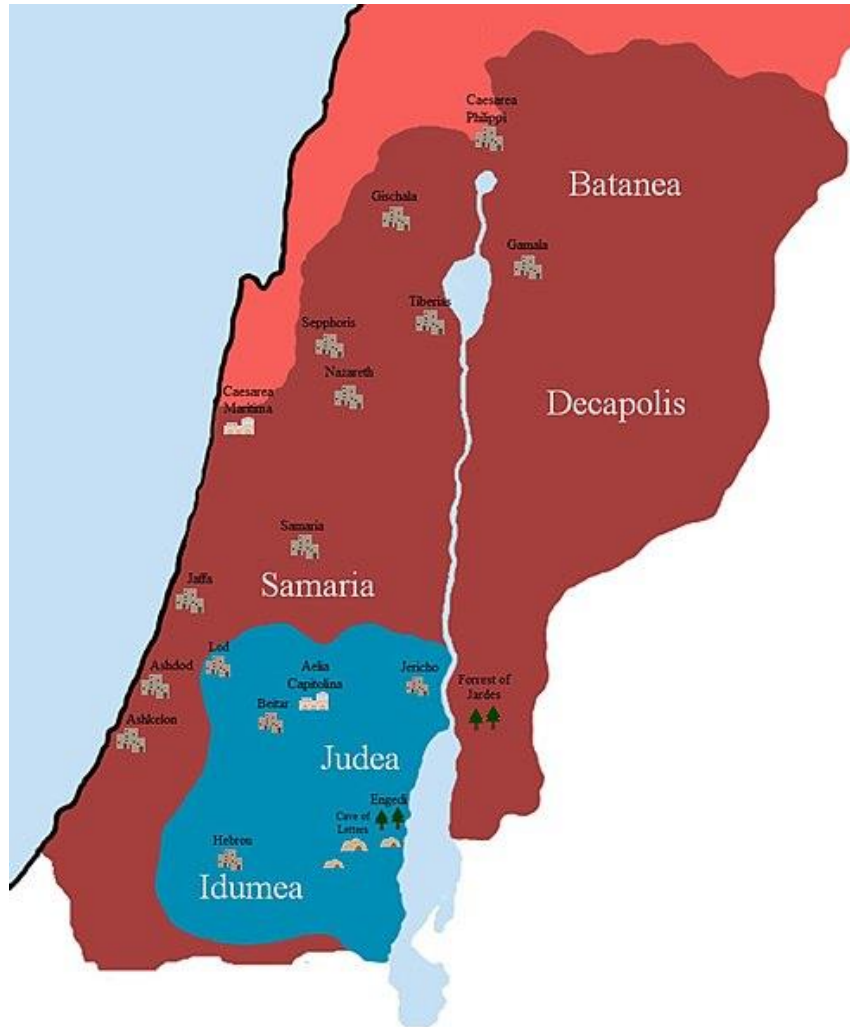 Caesarea
Philippi
Batanea
Gischala
Gamala
Tiberias
Sepphoris
Nazareth
Caesarea
Maritima
Decapolis
Samaria
Samaria
Jaffa
Lod
Aelia
Capitolina
Jericho
Forrest of
Jardes
Ashdod
Beitar
Ashkelon
Judea
Engedi
Cave of
Letters
Hebron
Idumea